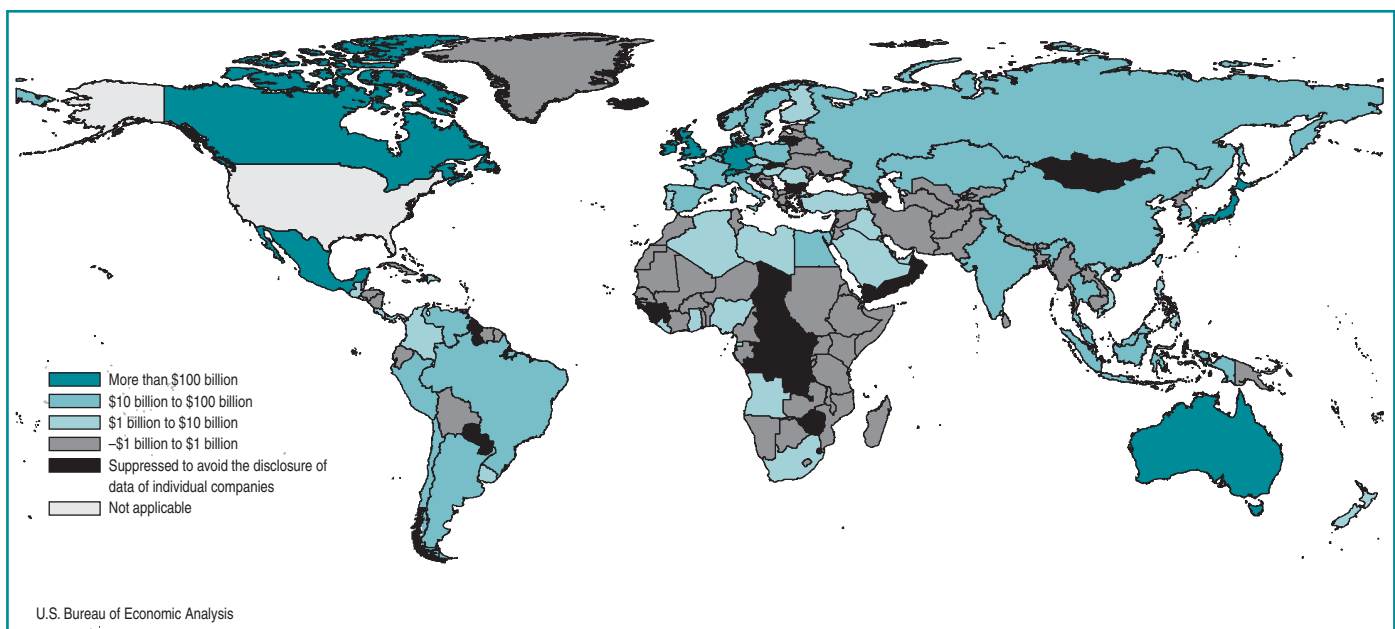 More than $100 billion
$10 billion to $100 billion
$1 billion to $10 billion
–$1 billion to $1 billion
Suppressed to avoid the disclosure of
data of individual companies
Not applicable
U.S. Bureau of Economic Analysis